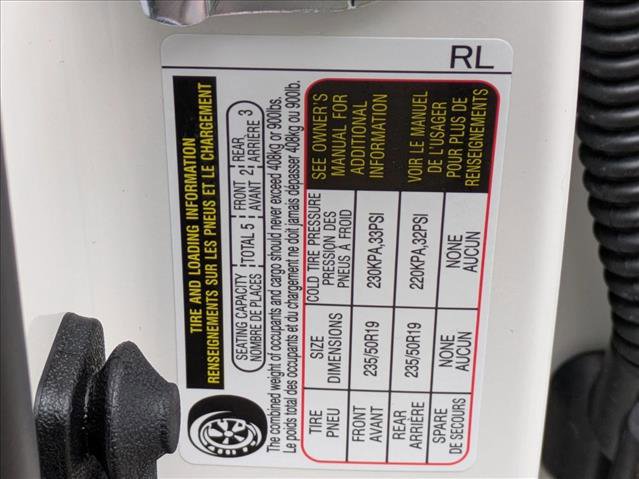 RL
TIRE AND LOADING INFORMATION
RENSEIGNEMENTS SUR LES PNEUS ET LE CHARGEMENT
SEATING CAPACITY TOTAL 5 FRONT 2 REAR 3
NOMBRE DE PLACES AVANT ARRIÈRE
The combined weight of occupants and cargo should never exceed 408kg or 900lbs.
Le poids total des occupants et du chargement ne doit jamais dépasser 408kg ou 900lb.
TIRE SIZE COLD TIRE PRESSURE
PNEU DIMENSIONS PRESSION DES
PNEUS À FROID
FRONT 235/50R19 230KPA,33PSI
AVANT
REAR 235/50R19 220KPA,32PSI
ARRIÈRE
SPARE NONE NONE
DE SECOURS AUCUN AUCUN
SEE OWNER'S
MANUAL FOR
ADDITIONAL
INFORMATION
VOIR LE MANUEL
DE L'USAGER
POUR PLUS DE
RENSEIGNEMENTS